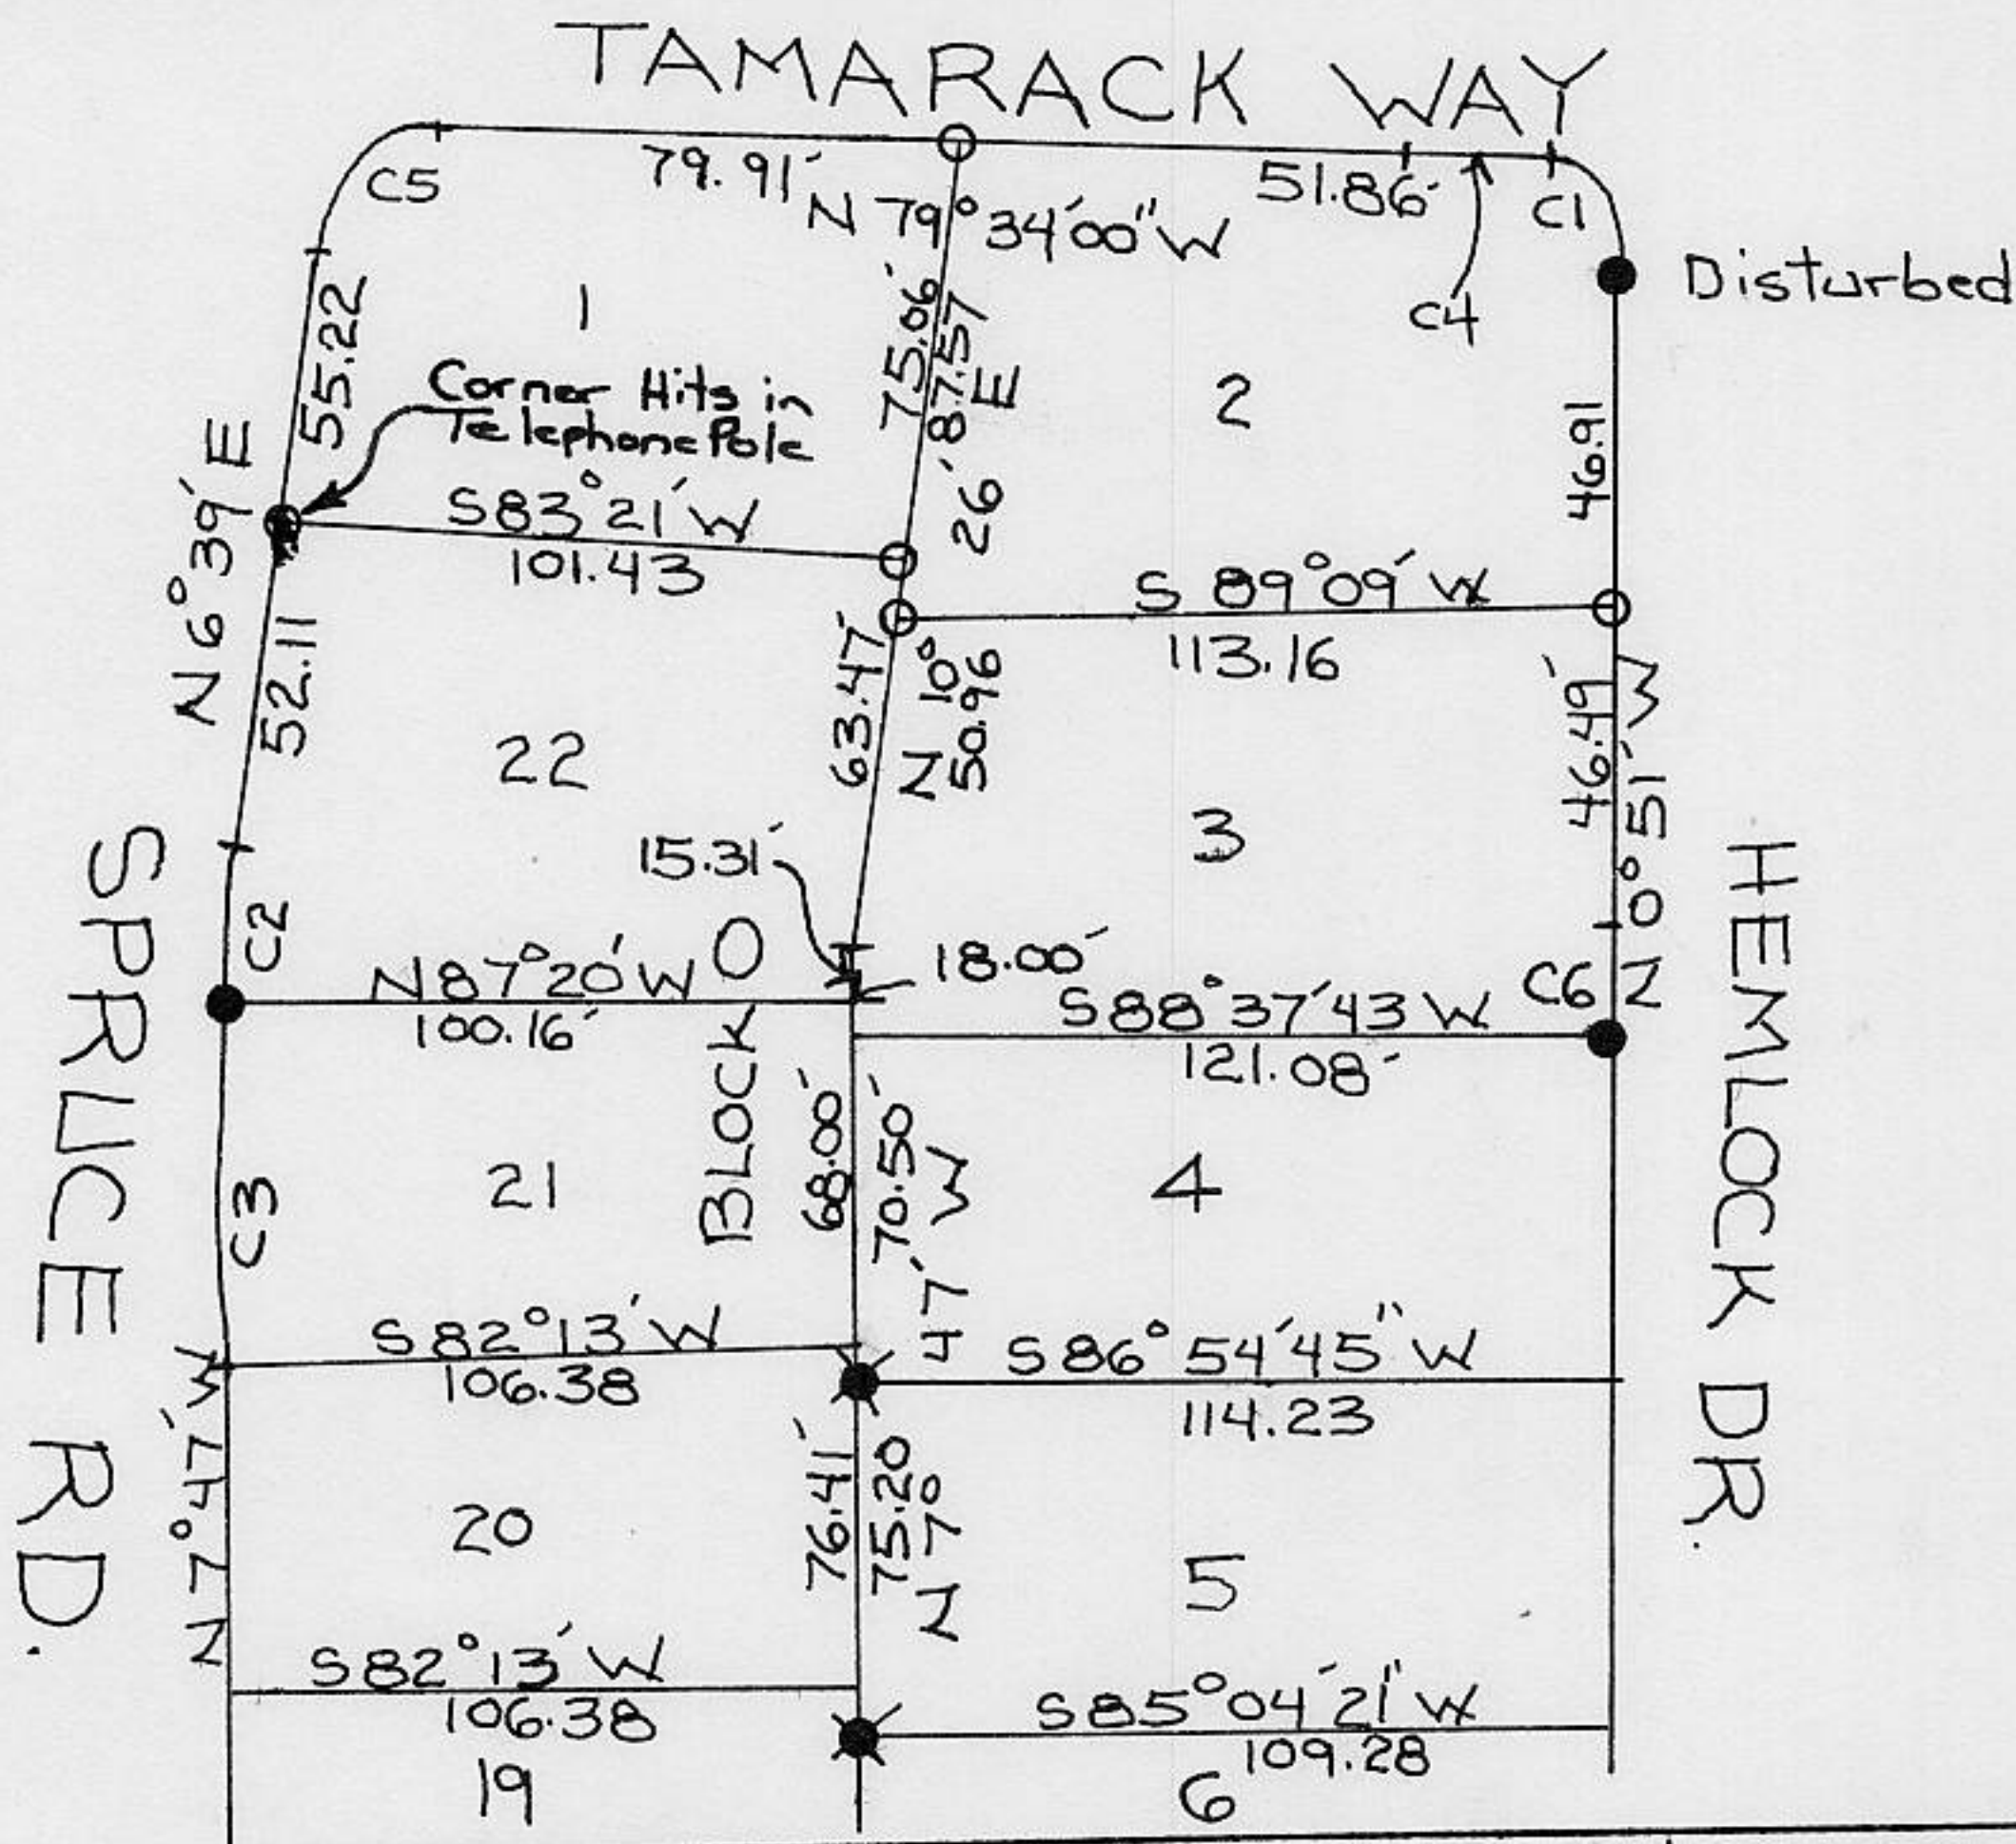 TAMARACK WAY
C5
79.91'
N 79°34'00" W
51.86'
C1
C4
Disturbed
1
55.22
75.06'
87.57
2
46.91
Corner Hits in
Telephone Pole
N 6°39' E
S 83°21' W
101.43
N 10° 26' E
S 89°09' W
113.16
52.11
63.47'
50.96
46.49'
N 0°51' W
22
3
15.31'
18.00'
C2
N 87°20' W
100.16'
BLOCK O
S 88°37'43 W
121.08'
C6
SPRUCE RD.
HEMLOCK DR.
C3
21
68.00'
70.50'
4
S 82°13' W
106.38
S 86°54'45" W
114.23
N 7°47' W
20
76.41'
75.20
N 7° 47' W
5
S 82°13' W
106.38
S 85°04'21" W
109.28
19
6